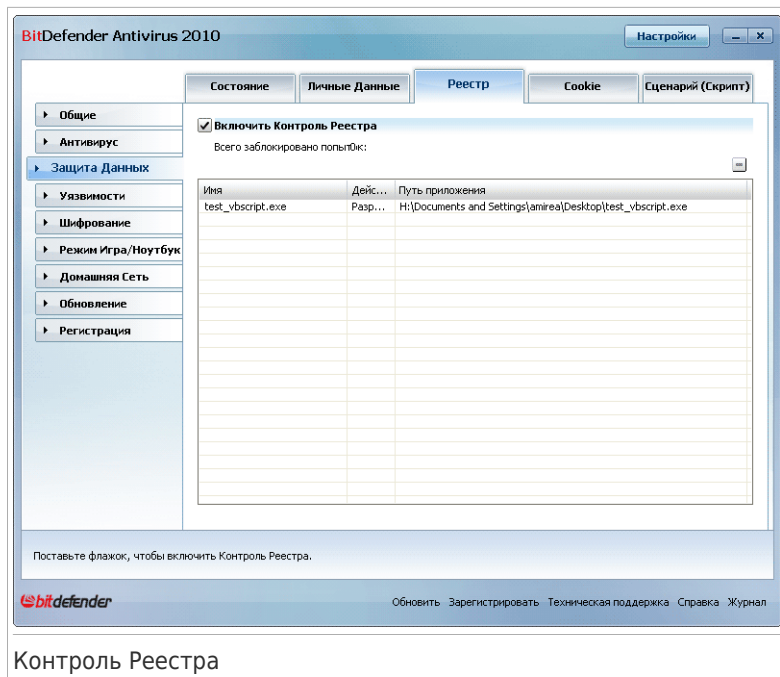 BitDefender Antivirus 2010
Настройки
Состояние Личные Данные Реестр Cookie Сценарий (Скрипт)
Общие
Антивирус
Защита Данных
Уязвимости
Шифрование
Режим Игра/Ноутбук
Домашняя Сеть
Обновление
Регистрация
Включить Контроль Реестра
Всего заблокировано попыт0ж:
Имя Дейс... Путь приложения
test_vbscript.exe Разр... H:\Documents and Settings\amirea\Desktop\test_vbscript.exe
Поставьте флажок, чтобы включить Контроль Реестра.
bitdefender
Обновить Зарегистрировать Техническая поддержка Справка Журнал
Контроль Реестра